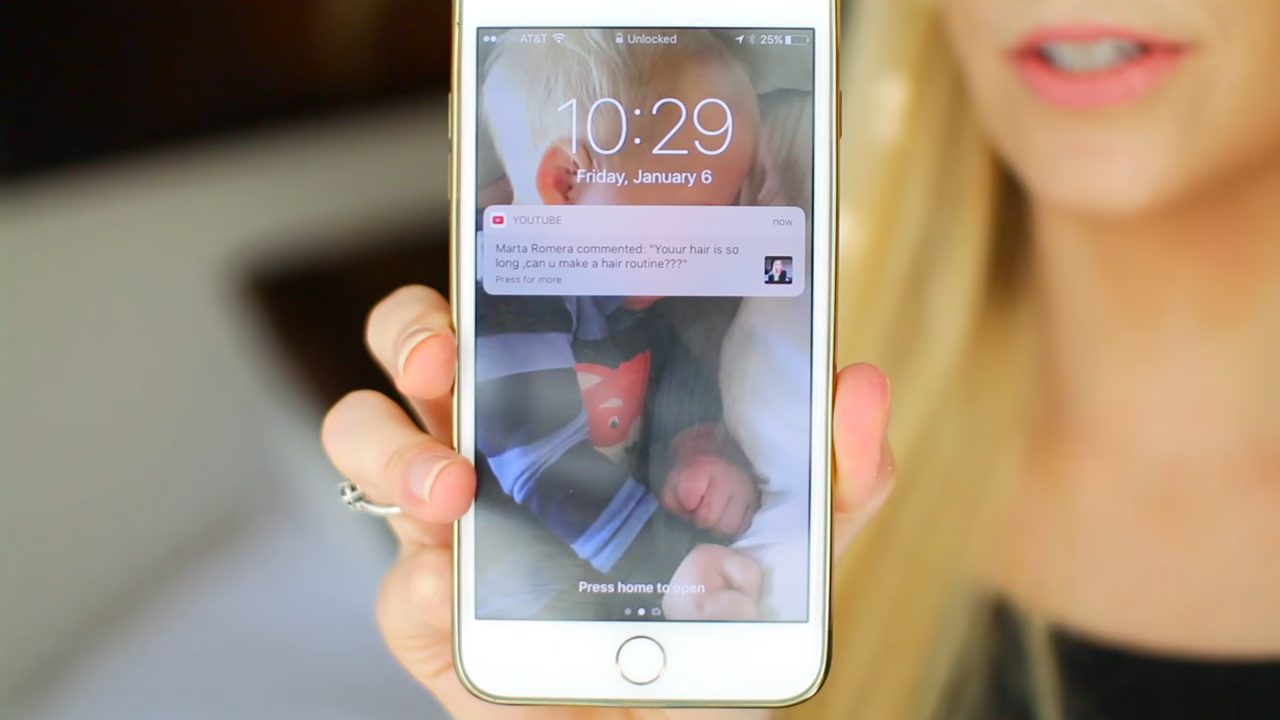 AT&T Unlocked 25%
10:29
Friday, January 6
YOUTUBE now
Marta Romera commented: "Youur hair is so
long ,can u make a hair routine???"
Press for more
Press home to open